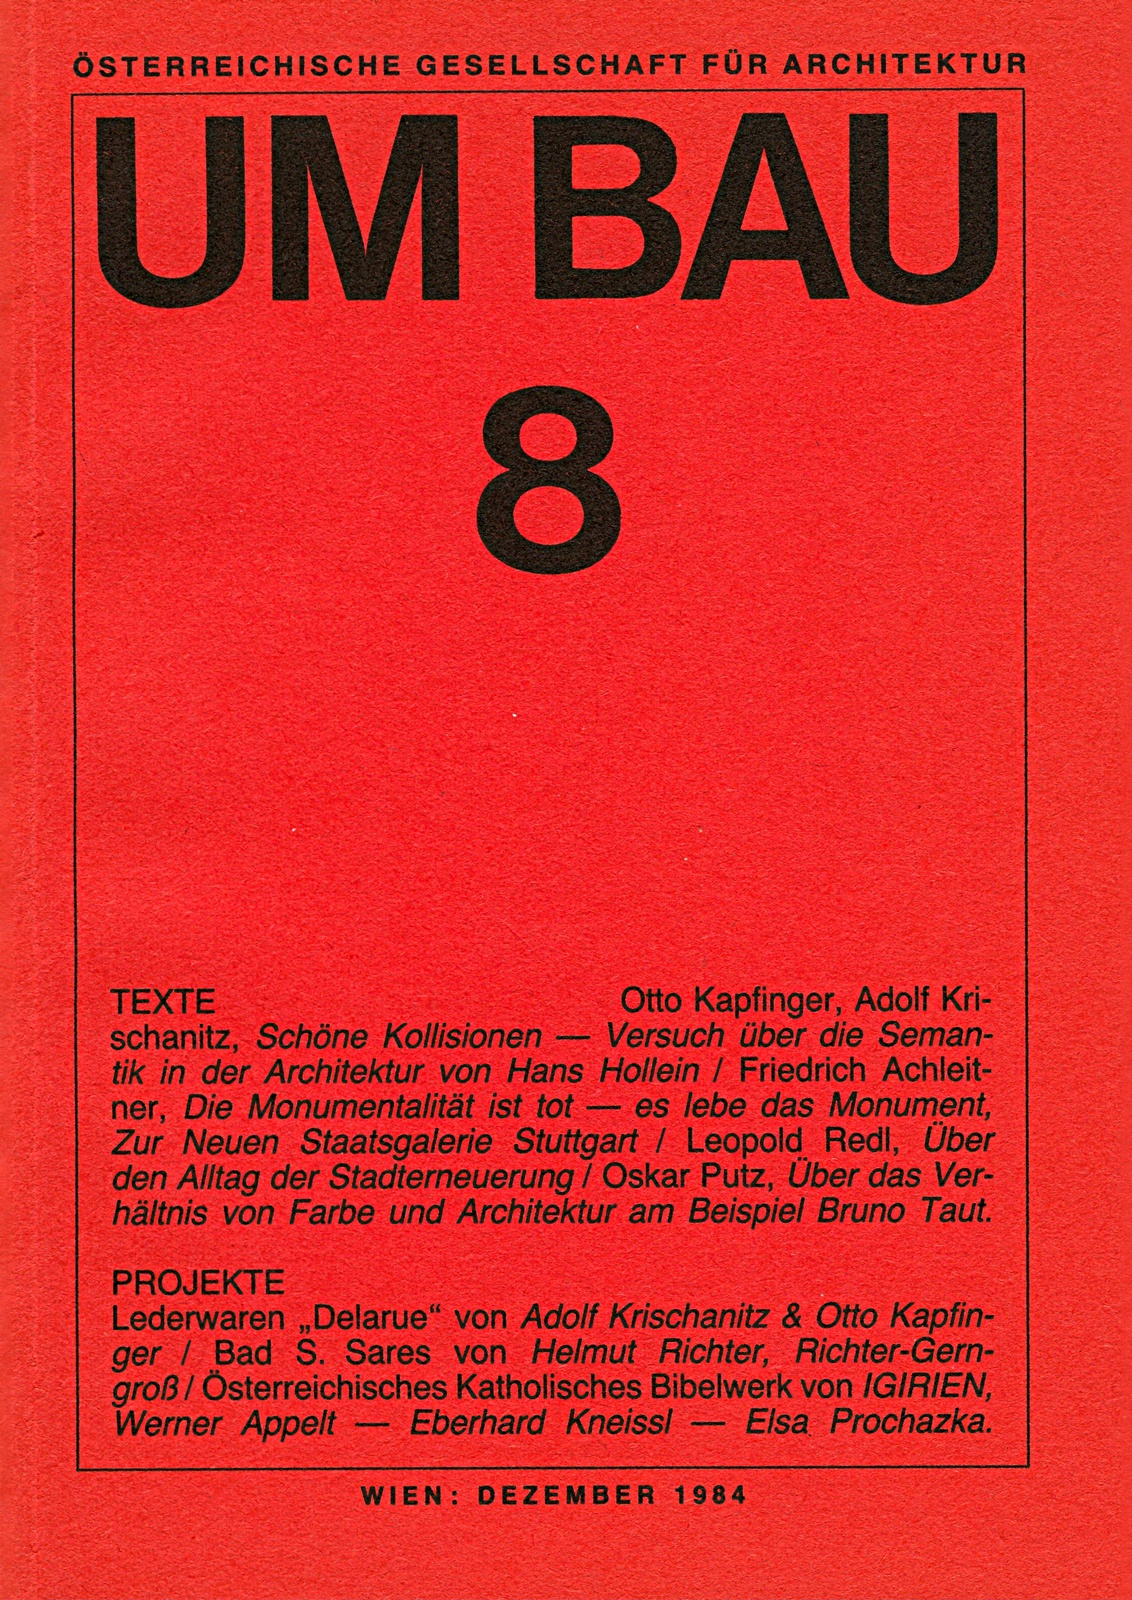 ÖSTERREICHISCHE GESELLSCHAFT FÜR ARCHITEKTUR
UM BAU
8
TEXTE Otto Kapfinger, Adolf Kri-
schanitz, Schöne Kollisionen — Versuch über die Seman-
tik in der Architektur von Hans Hollein / Friedrich Achleit-
ner, Die Monumentalität ist tot — es lebe das Monument,
Zur Neuen Staatsgalerie Stuttgart / Leopold Redl, Über
den Alltag der Stadterneuerung / Oskar Putz, Über das Ver-
hältnis von Farbe und Architektur am Beispiel Bruno Taut.
PROJEKTE
Lederwaren „Delarue“ von Adolf Krischanitz & Otto Kapfin-
ger / Bad S. Sares von Helmut Richter, Richter-Gern-
groß / Österreichisches Katholisches Bibelwerk von IGIRIEN,
Werner Appelt — Eberhard Kneissl — Elsa Prochazka.
WIEN: DEZEMBER 1984